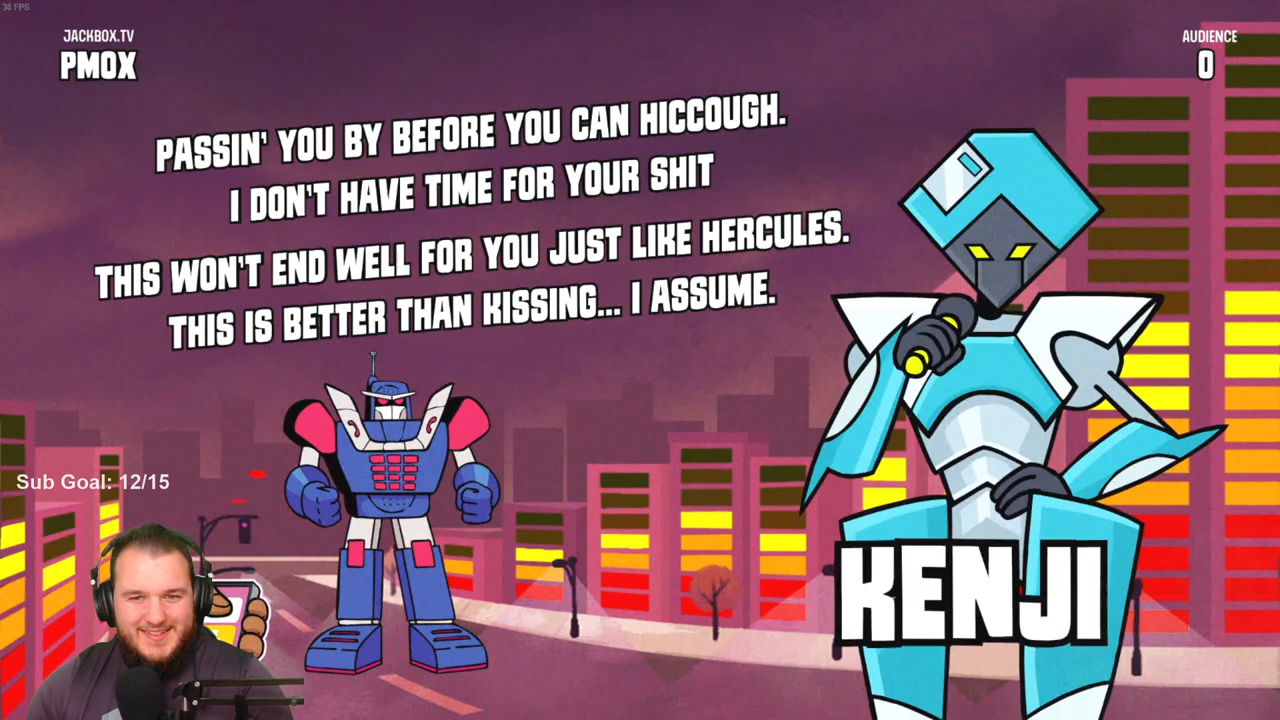 38 FPS
JACKBOX.TV
PMOX
AUDIENCE
0
PASSIN' YOU BY BEFORE YOU CAN HICCOUGH.
I DON'T HAVE TIME FOR YOUR SHIT
THIS WON'T END WELL FOR YOU JUST LIKE HERCULES.
THIS IS BETTER THAN KISSING... I ASSUME.
Sub Goal: 12/15
KENJI